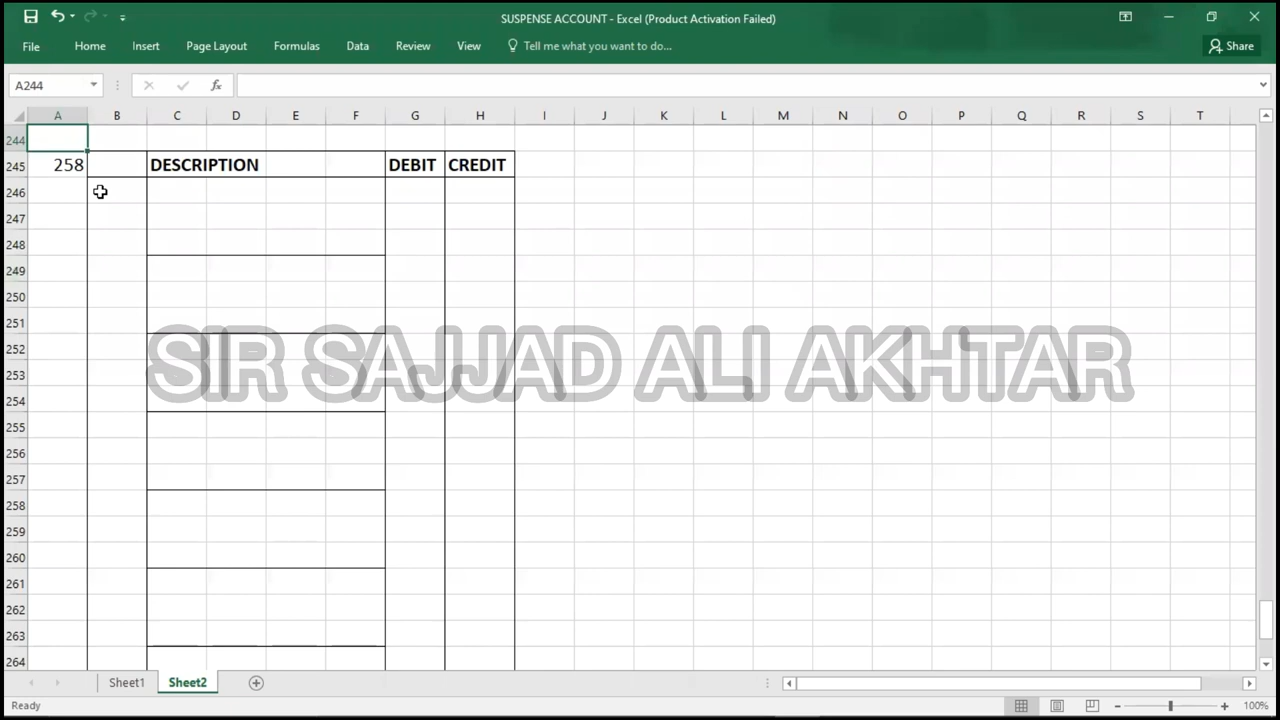 SUSPENSE ACCOUNT - Excel (Product Activation Failed)
File Home Insert Page Layout Formulas Data Review View Tell me what you want to do... Share
A244 fx
A B C D E F G H I J K L M N O P Q R S T
244
245 258 DESCRIPTION DEBIT CREDIT
246
247
248
249
250
251
252
253
SIR SAJJAD ALI AKHTAR
254
255
256
257
258
259
260
261
262
263
264
Sheet1 Sheet2
Ready 100%